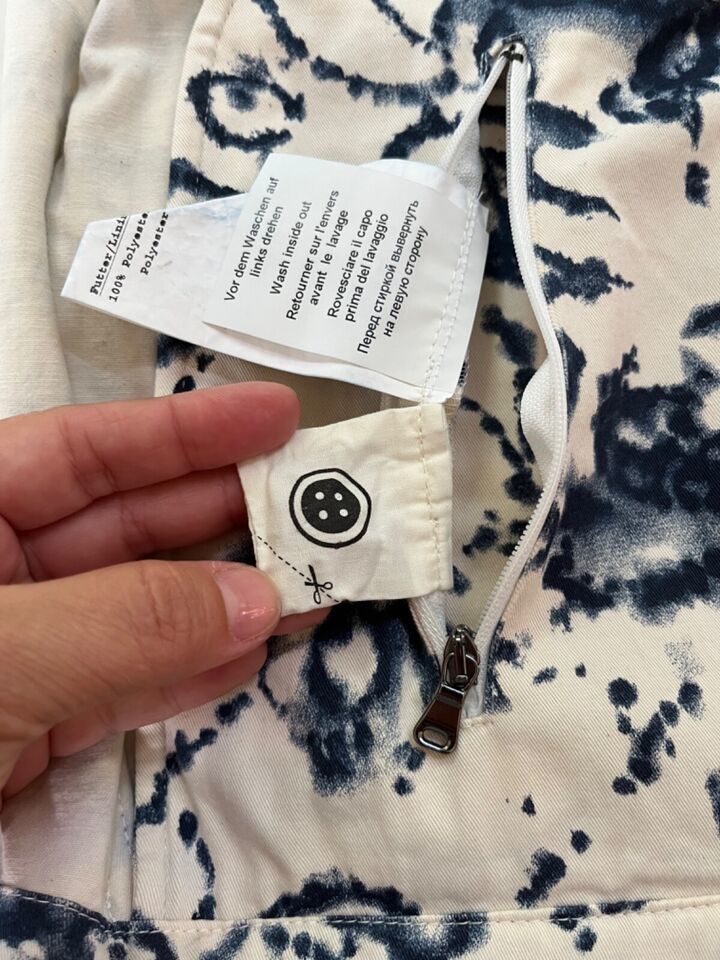 Futter/Lini
100% Polyeste
Polyester
Vor dem Waschen auf
links drehen
Wash inside out
Retourner sur l'envers
avant le lavage
Rovesciare il capo
prima del lavaggio
Перед стиркой вывернуть
на левую сторону